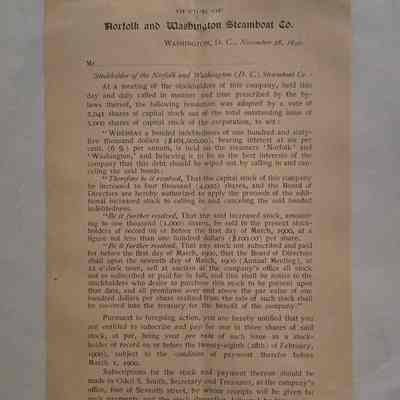 OFFICE OF
Norfolk and Washington Steamboat Co.
WASHINGTON, D. C., November 28, 1899.
M
Stockholder of the Norfolk and Washington (D. C.) Steamboat Co.
AT a meeting of the stockholders of this company, held this
day and duly called in manner and time prescribed by the by-
laws thereof, the following resolution was adopted by a vote of
2,241 shares of capital stock out of the total outstanding issue of
3,000 shares of capital stock of the corporation, to wit:
"WHEREAS a bonded indebtedness of one hundred and sixty-
five thousand dollars bearing interest at six per
cent. (6%) per annum, is held on the steamers "Norfolk" and
"Washington," and believing it to be to the best interests of the
company that this debt should be wiped out by calling in and can-
celing the said bonds:
"Therefore be it resolved, That the capital stock of the company
be increased to four thousand (4,000) shares, and the Board of
Directors are hereby authorized to apply the proceeds of the addi-
tional increased stock to calling in and canceling the said bonded
indebtedness.
"Be it further resolved, That the said increased stock, amount-
ing to one thousand (1,000) shares, be sold to the present stock-
holders of record on or before the first day of March, 1900, at a
figure not less than one hundred dollars ($100.00) per share.
"Be it further resolved, That any stock not subscribed and paid
for before the first day of March, 1900, that the Board of Directors
shall upon the seventh day of March, 1900 (Annual Meeting), at
12 o'clock noon, sell at auction at the company's office all stock
not so subscribed or paid for in full, and this shall be notice to the
stockholders who desire to purchase this stock to be present upon
that date, and all premiums over and above the par value of one
hundred dollars per share realized from the sale of such stock shall
be covered into the treasury for the benefit of the company."
Pursuant to foregoing action, you are hereby notified that you
are entitled to subscribe and pay for one in three shares of said
stock, at par, being your pro rata of such issue as a stock-
holder of record on or before the twenty-eighth (28th) of February,
1900, subject to the condition of payment therefor before
March 1, 1900.
Subscriptions for the stock and payment thereon should be
made to Odell S. Smith, Secretary and Treasurer, at the company's
office, foot of Seventh street, by whom receipts will be given for